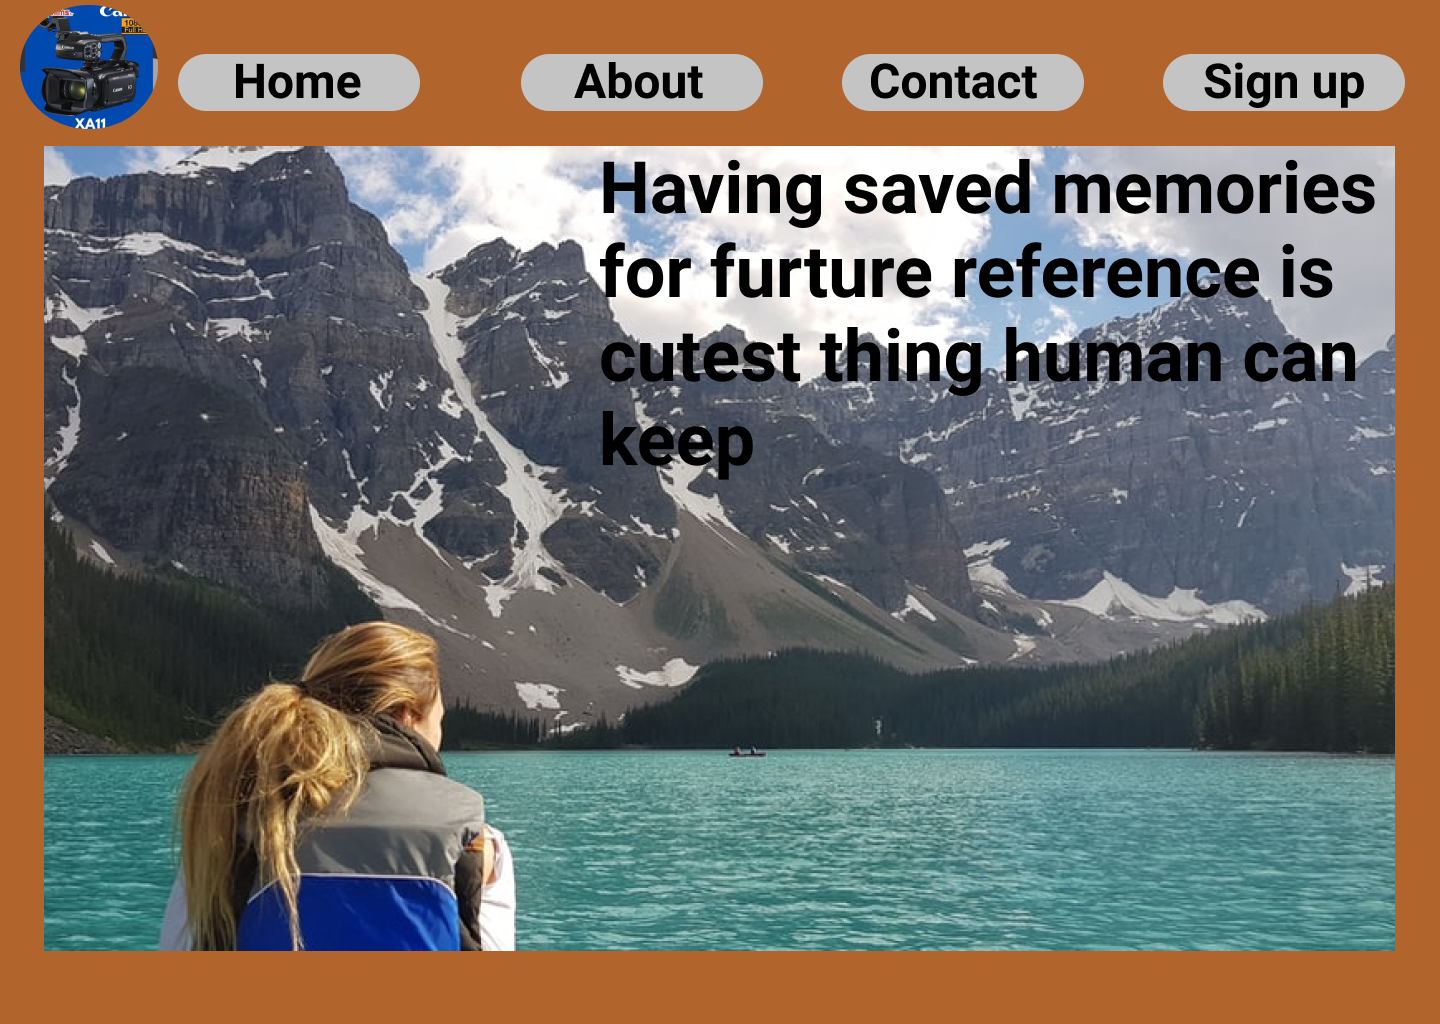 XA11
Home
About
Contact
Sign up
Having saved memories
for furture reference is
cutest thing human can
keep